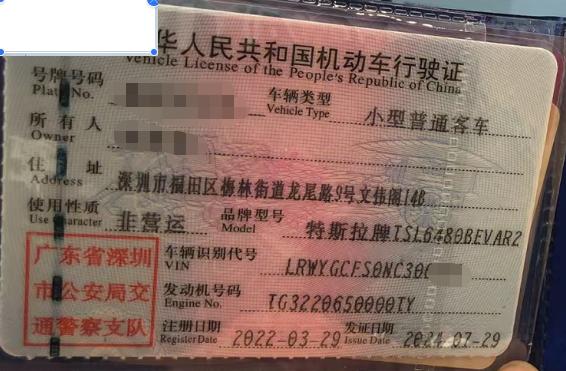 华人民共和国机动车行驶证
Vehicle License of the People's Republic of China
号牌号码
Plate No.
车辆类型
Vehicle Type
小型普通客车
所有人
Owner
住址
Address
深圳市福田区梅林街道龙尾路9号文伟阁14B
使用性质
Use Character
非营运
品牌型号
Model
特斯拉牌TSL6480BEVAR2
广东省深圳
市公安局交
通警察支队
车辆识别代号
VIN
LRWYGCFS0NC30
发动机号码
Engine No.
TG3220650000TY
注册日期
Register Date
2022-03-29
发证日期
Issue Date
2024-07-29